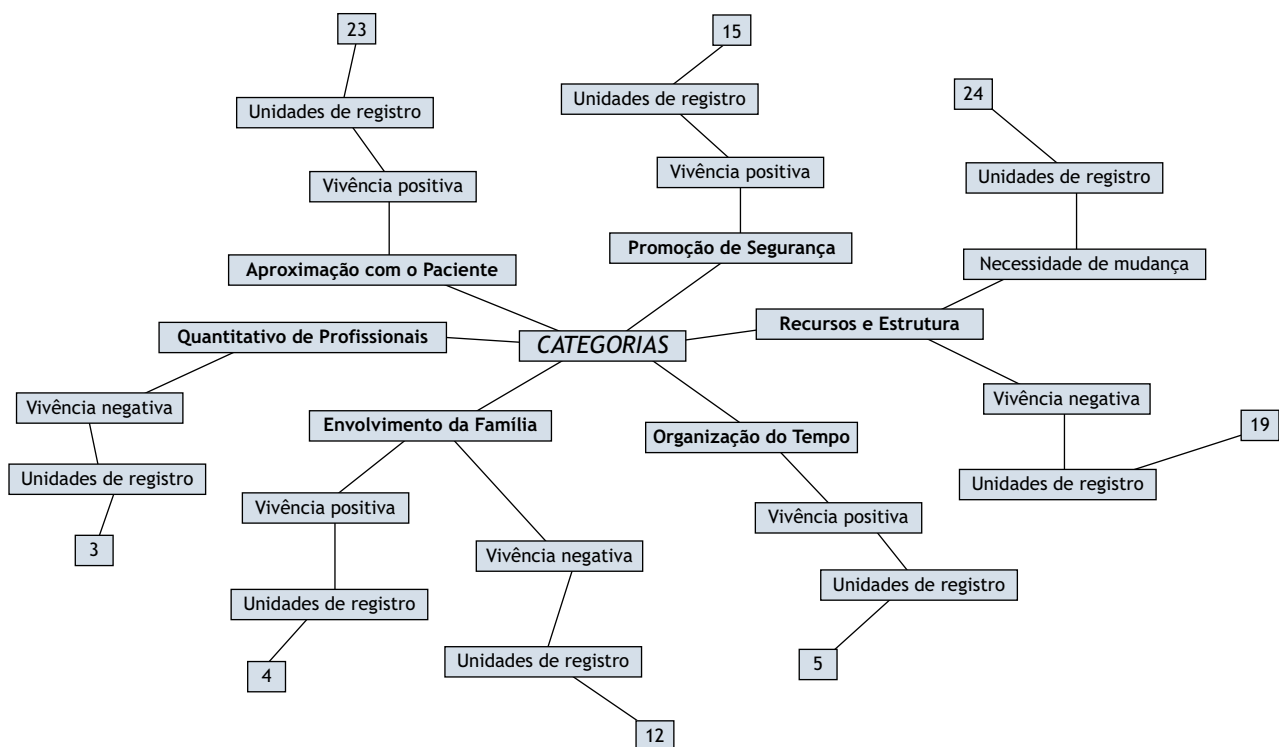 23
15
Unidades de registro
Unidades de registro
24
Vivência positiva
Vivência positiva
Unidades de registro
Aproximação com o Paciente
Promoção de Segurança
Necessidade de mudança
Quantitativo de Profissionais
CATEGORIAS
Recursos e Estrutura
Vivência negativa
Envolvimento da Família
Organização do Tempo
Vivência negativa
19
Unidades de registro
Vivência positiva
Vivência positiva
Unidades de registro
3
Vivência negativa
Unidades de registro
Unidades de registro
4
Unidades de registro
5
12